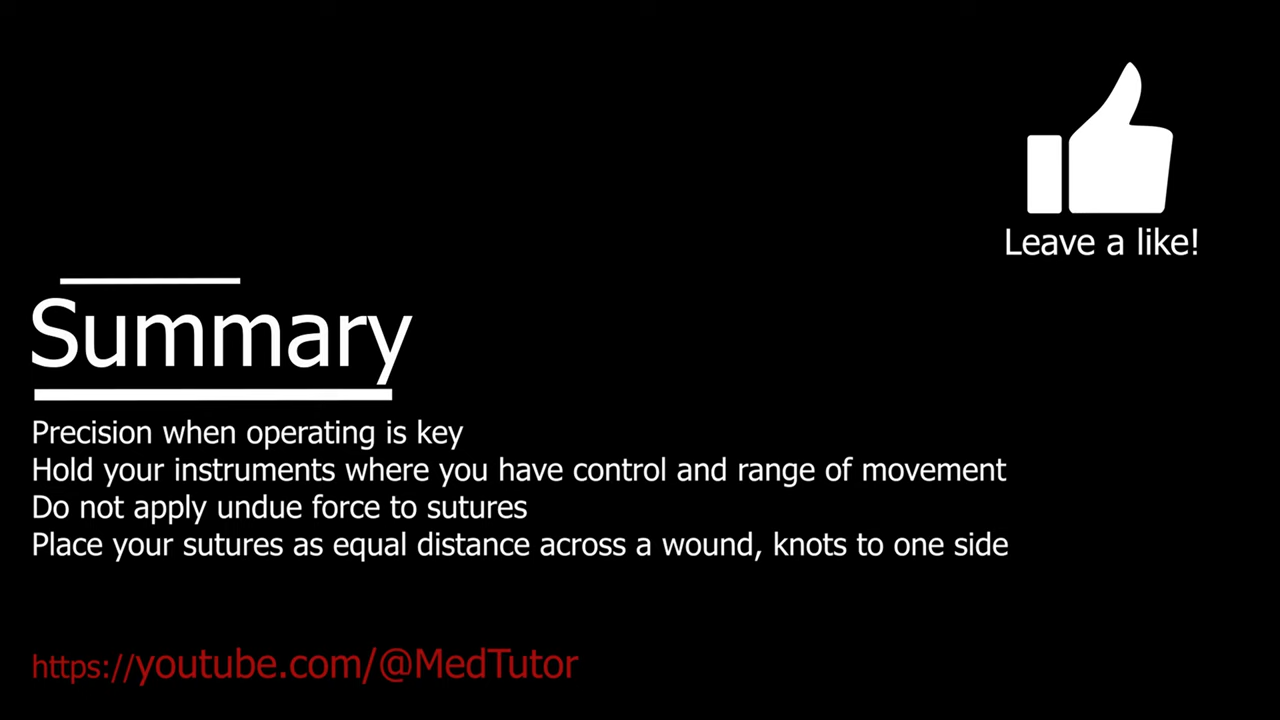 Leave a like!
Summary
Precision when operating is key
Hold your instruments where you have control and range of movement
Do not apply undue force to sutures
Place your sutures as equal distance across a wound, knots to one side
https://youtube.com/@MedTutor